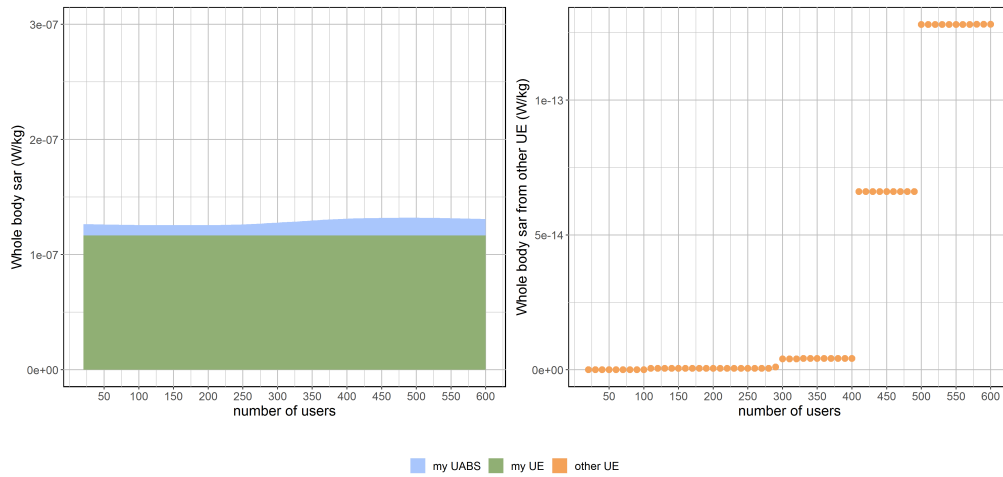 Whole body sar (W/kg)
3e-07
2e-07
1e-07
0e+00
50 100 150 200 250 300 350 400 450 500 550 600
number of users
Whole body sar from other UE (W/kg)
1e-13
5e-14
0e+00
50 100 150 200 250 300 350 400 450 500 550 600
number of users
my UABS my UE other UE